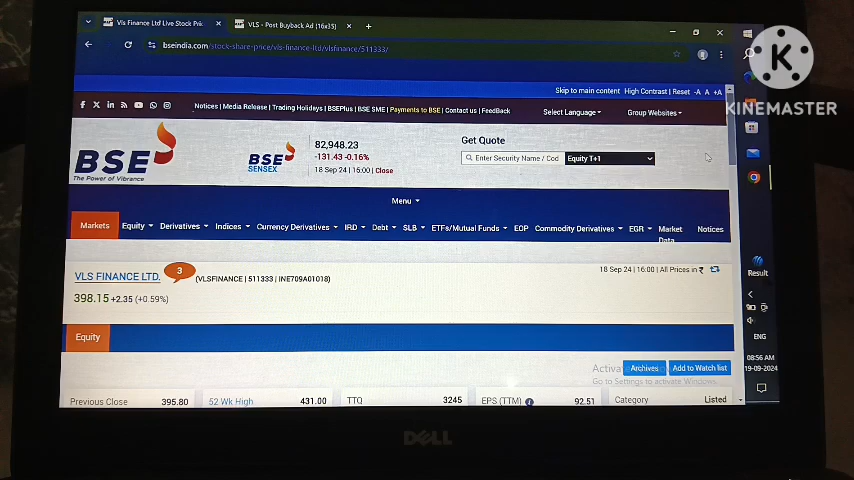 Vls Finance Ltd Live Stock Pric
VLS - Post Buyback Ad (16x35)
bseindia.com/stock-share-price/vls-finance-ltd/vlsfinance/511333/
KINEMASTER
Skip to main content High Contrast | Reset -A A +A
Notices | Media Release | Trading Holidays | BSEPlus | BSE SME | Payments to BSE | Contact us | Feedback
Select Language
Group Websites
BSE
The Power of Vibrance
BSE
SENSEX
82,948.23
-131.43 -0.16%
18 Sep 24 | 16:00 | Close
Get Quote
Enter Security Name / Cod
Equity T+1
Menu
Markets Equity Derivatives Indices Currency Derivatives IRD Debt SLB ETFs/Mutual Funds EOP Commodity Derivatives EGR Market Data Notices
VLS FINANCE LTD. 3 (VLSFINANCE | 511333 | INE709A01018)
18 Sep 24 | 16:00 | All Prices in ₹
398.15 +2.35 (+0.59%)
Equity
Archives Add to Watch list
Activa
Go to Settings to activate Windows.
Previous Close 395.80 52 Wk High 431.00 TTQ 3245 EPS (TTM) 92.51 Category Listed
Result
ENG
08:56 AM
19-09-2024
DELL